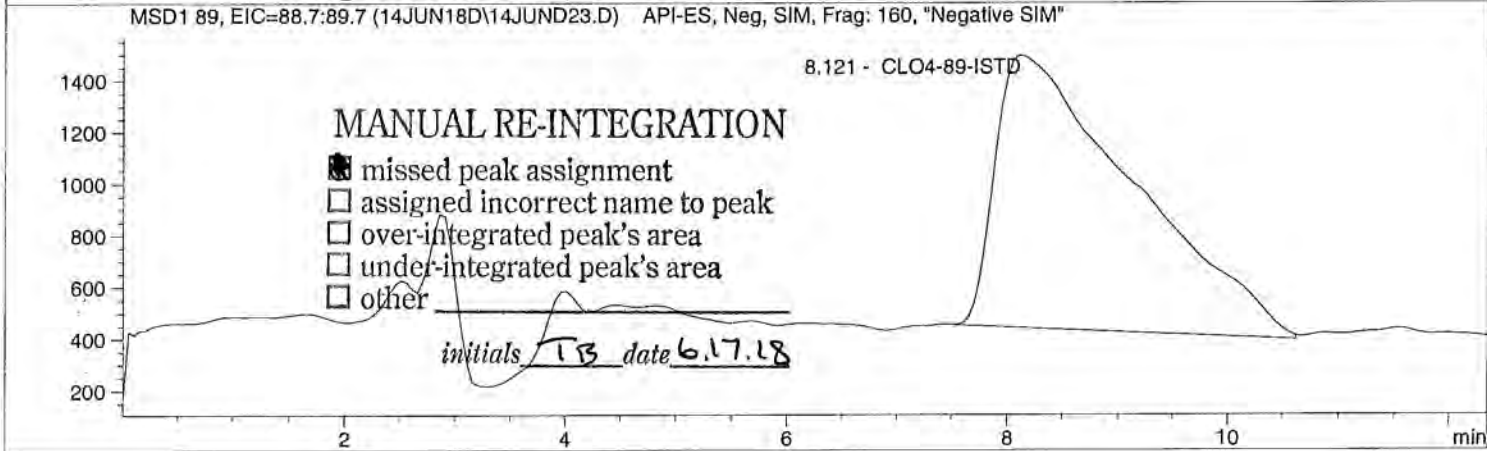 MSD1 89, EIC=88.7:89.7 (14JUN18D\14JUND23.D) API-ES, Neg, SIM, Frag: 160, "Negative SIM"
8.121 - CLO4-89-ISTD
1400
1200
1000
800
600
400
200
MANUAL RE-INTEGRATION
missed peak assignment
assigned incorrect name to peak
over-integrated peak's area
under-integrated peak's area
other
initials TB date 6.17.18
2 4 6 8 10 min